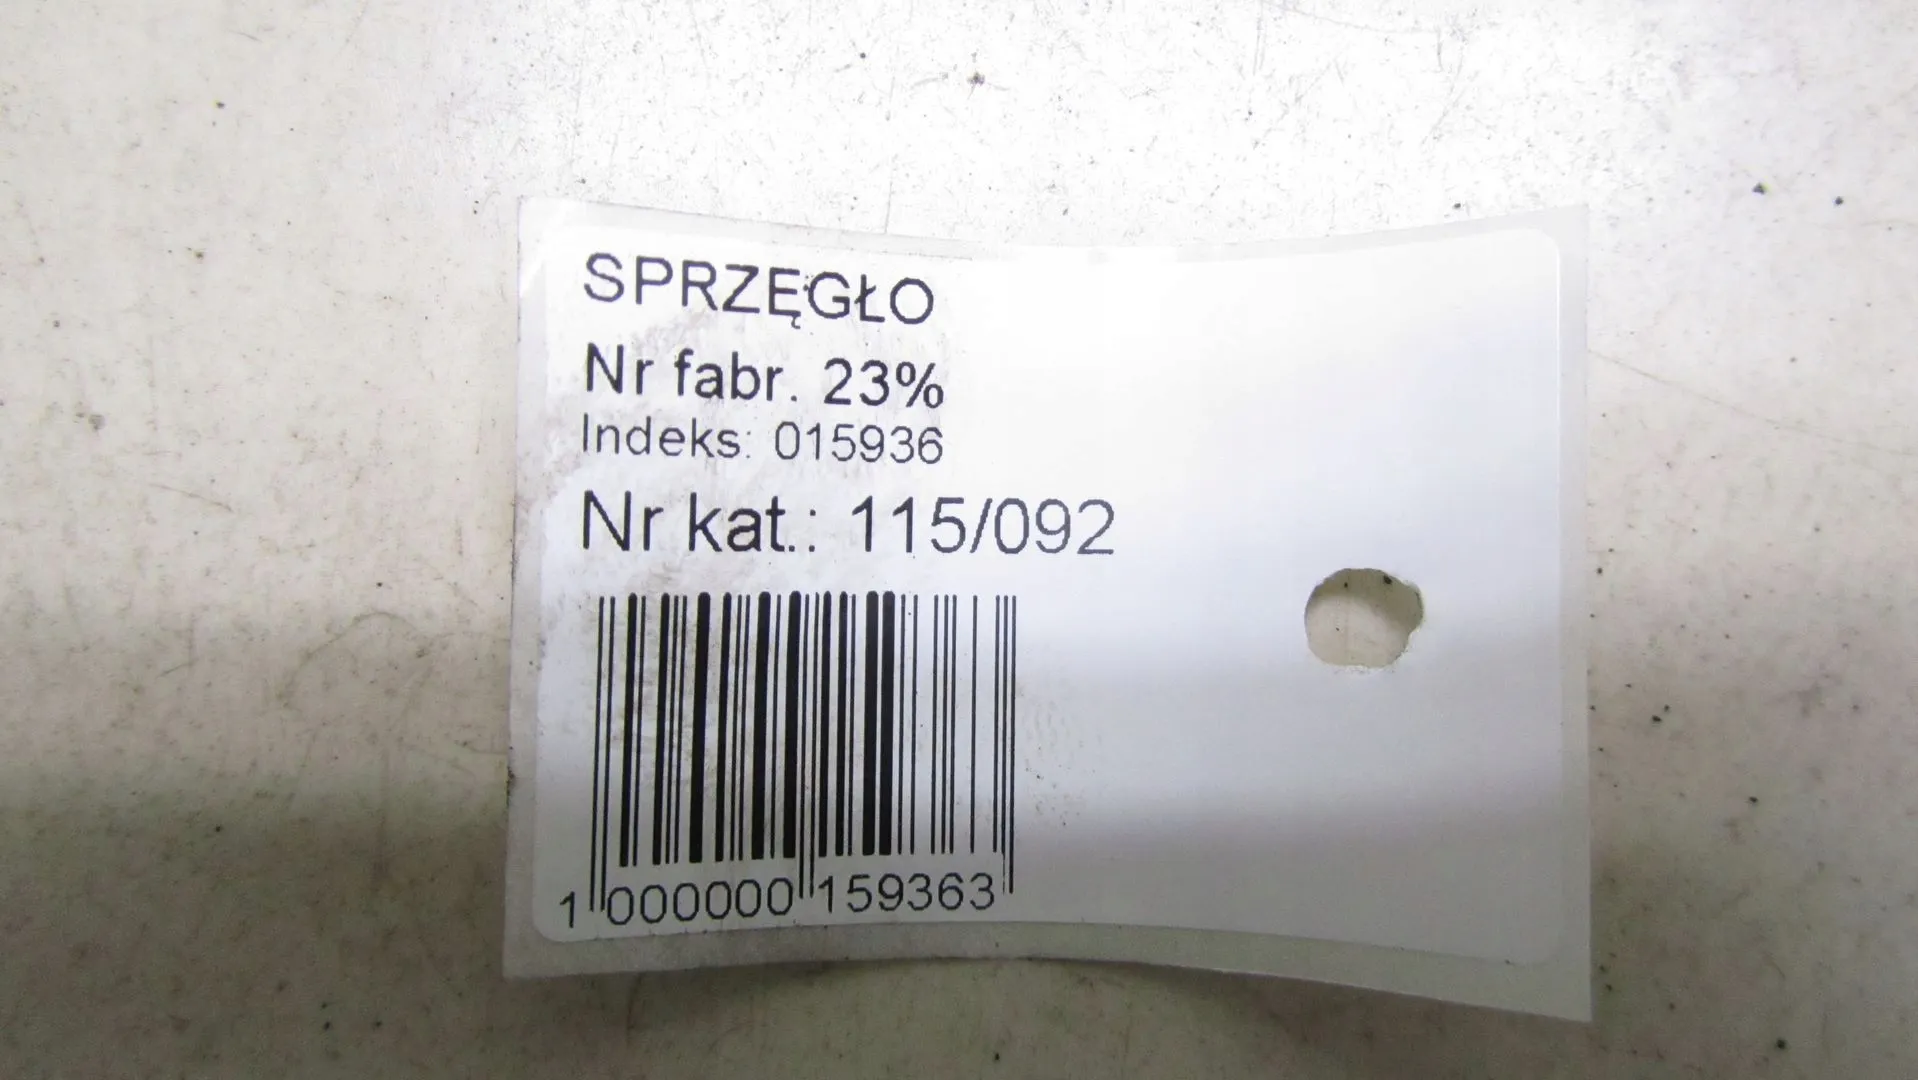 SPRZĘGŁO
Nr fabr. 23%
Indeks: 015936
Nr kat.: 115/092
1 000000 159363